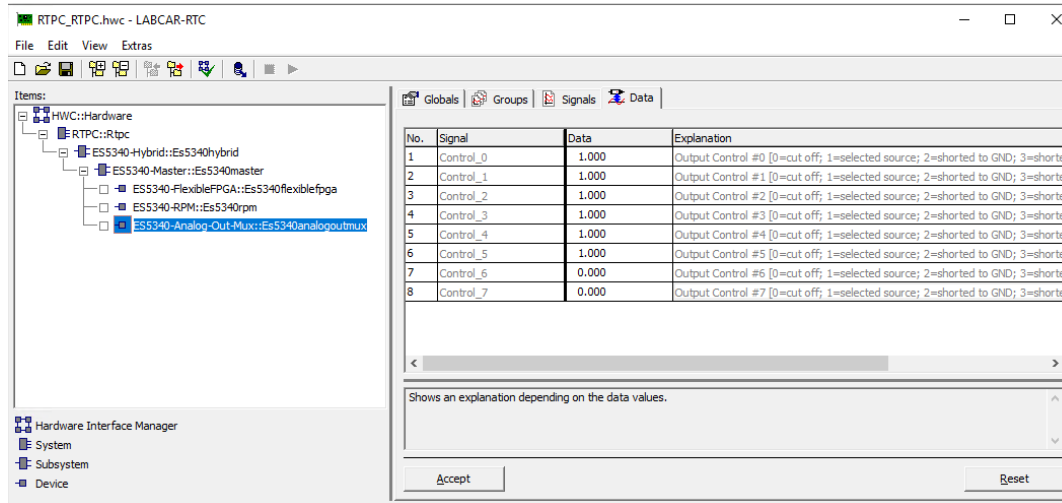 RTPC_RTPC.hwc - LABCAR-RTC
File Edit View Extras
Items:
HWC::Hardware
RTPC::Rtpc
ES5340-Hybrid::Es5340hybrid
ES5340-Master::Es5340master
ES5340-FlexibleFPGA::Es5340flexiblefpga
ES5340-RPM::Es5340rpm
ES5340-Analog-Out-Mux::Es5340analogoutmux
Hardware Interface Manager
System
Subsystem
Device
Globals Groups Signals Data
No. Signal Data Explanation
1 Control_0 1.000 Output Control #0 [0=cut off; 1=selected source; 2=shorted to GND; 3=shorte
2 Control_1 1.000 Output Control #1 [0=cut off; 1=selected source; 2=shorted to GND; 3=shorte
3 Control_2 1.000 Output Control #2 [0=cut off; 1=selected source; 2=shorted to GND; 3=shorte
4 Control_3 1.000 Output Control #3 [0=cut off; 1=selected source; 2=shorted to GND; 3=shorte
5 Control_4 1.000 Output Control #4 [0=cut off; 1=selected source; 2=shorted to GND; 3=shorte
6 Control_5 1.000 Output Control #5 [0=cut off; 1=selected source; 2=shorted to GND; 3=shorte
7 Control_6 0.000 Output Control #6 [0=cut off; 1=selected source; 2=shorted to GND; 3=shorte
8 Control_7 0.000 Output Control #7 [0=cut off; 1=selected source; 2=shorted to GND; 3=shorte
Shows an explanation depending on the data values.
Accept Reset